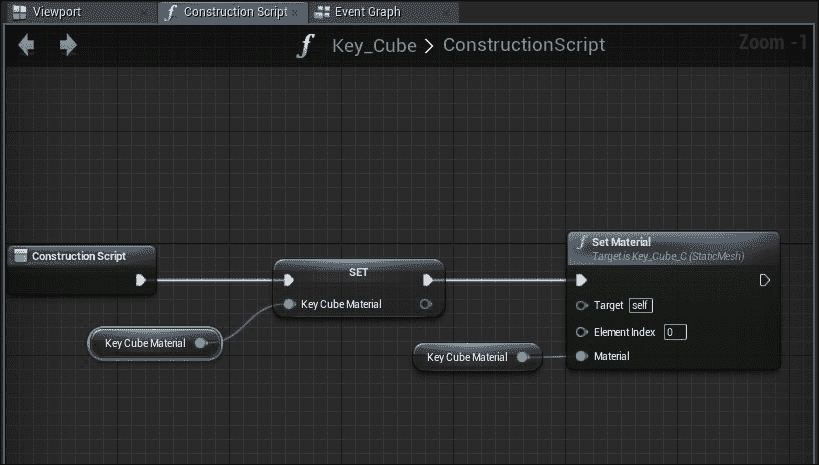 Viewport
Construction Script
Event Graph
Key_Cube > ConstructionScript
Zoom -1
Construction Script
SET
Key Cube Material
Key Cube Material
Set Material
Target is Key_Cube_C (StaticMesh)
Target self
Element Index 0
Key Cube Material
Material